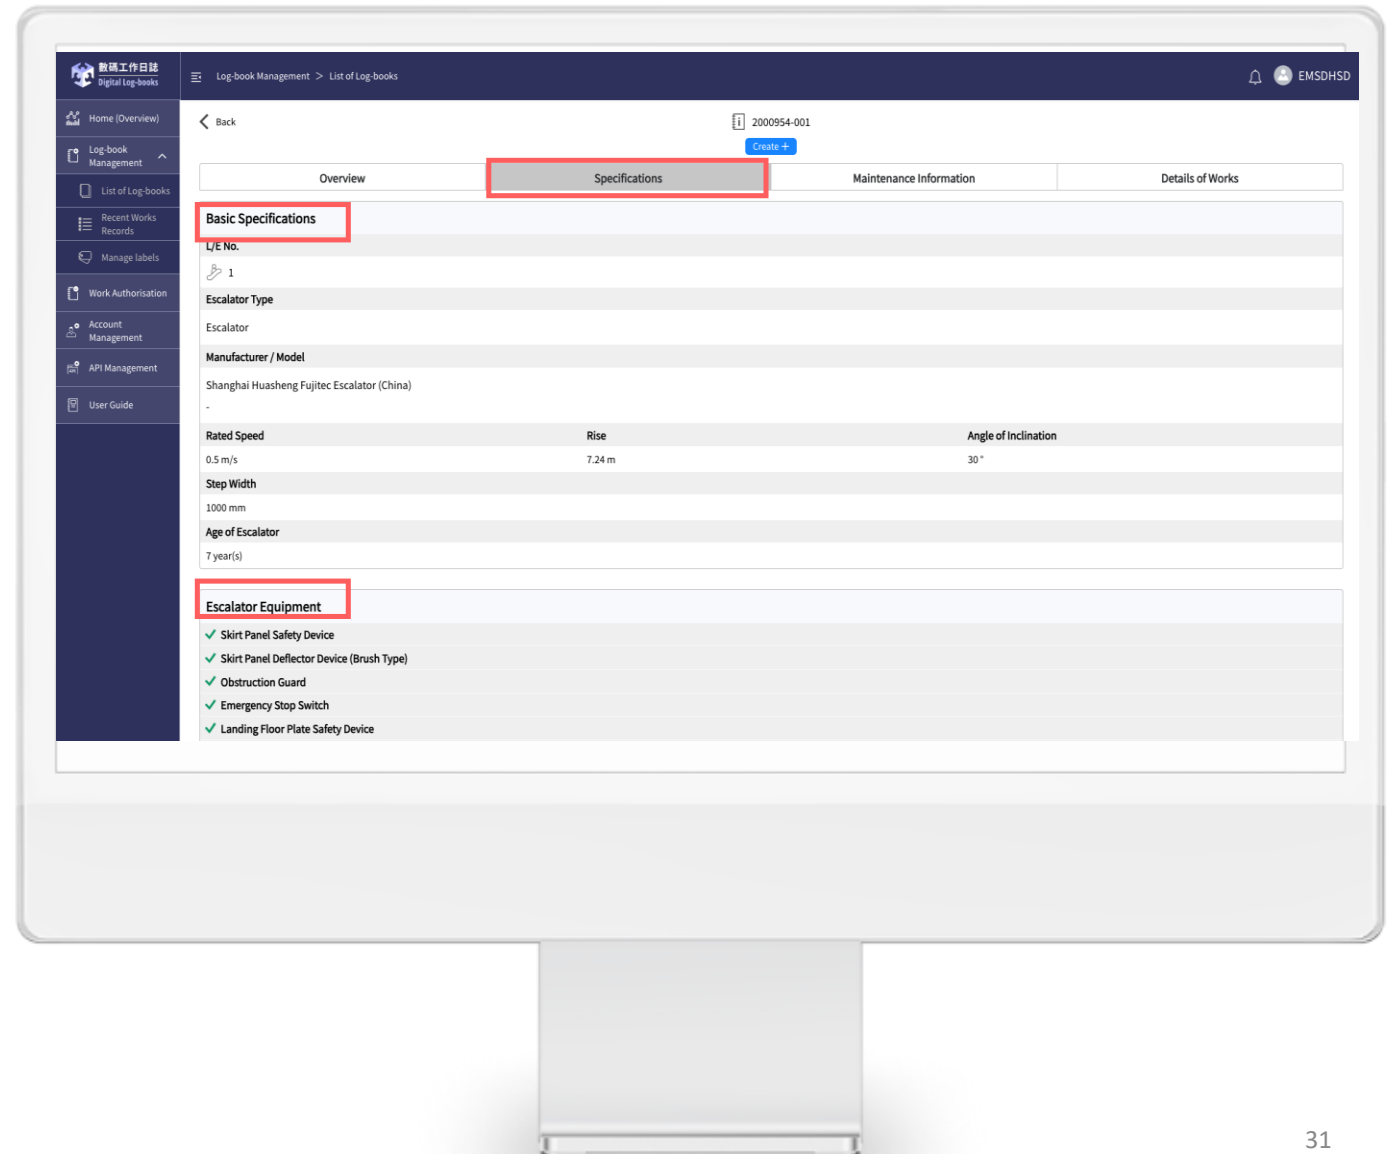 數碼工作日誌
Digital Log-books
Log-book Management > List of Log-books
EMSDHSD
Home (Overview)
Log-book Management
List of Log-books
Recent Works Records
Manage labels
Work Authorisation
Account Management
API Management
User Guide
Back
2000954-001
Create +
Overview Specifications Maintenance Information Details of Works
Basic Specifications
L/E No.
1
Escalator Type
Escalator
Manufacturer / Model
Shanghai Huasheng Fujitec Escalator (China)
-
Rated Speed Rise Angle of Inclination
0.5 m/s 7.24 m 30 °
Step Width
1000 mm
Age of Escalator
7 year(s)
Escalator Equipment
Skirt Panel Safety Device
Skirt Panel Deflector Device (Brush Type)
Obstruction Guard
Emergency Stop Switch
Landing Floor Plate Safety Device
31